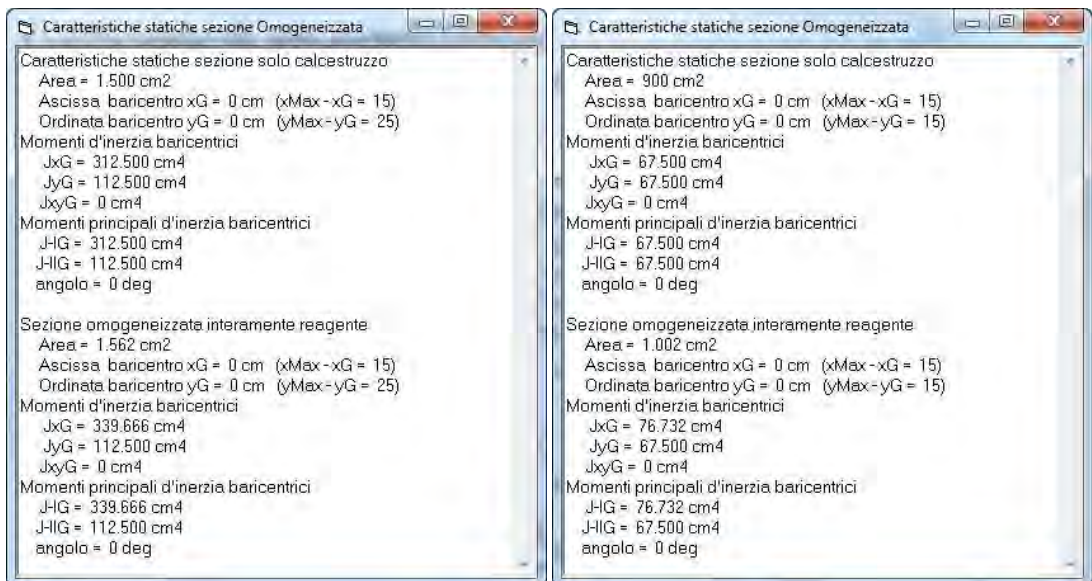 Caratteristiche statiche sezione Omogeneizzata
Caratteristiche statiche sezione solo calcestruzzo
Area = 1.500 cm2
Ascissa baricentro xG = 0 cm (xMax - xG = 15)
Ordinata baricentro yG = 0 cm (yMax - yG = 25)
Momenti d'inerzia baricentrici
JxG = 312.500 cm4
JyG = 112.500 cm4
JxyG = 0 cm4
Momenti principali d'inerzia baricentrici
J-IG = 312.500 cm4
J-IIG = 112.500 cm4
angolo = 0 deg
Sezione omogeneizzata interamente reagente
Area = 1.562 cm2
Ascissa baricentro xG = 0 cm (xMax - xG = 15)
Ordinata baricentro yG = 0 cm (yMax - yG = 25)
Momenti d'inerzia baricentrici
JxG = 339.666 cm4
JyG = 112.500 cm4
JxyG = 0 cm4
Momenti principali d'inerzia baricentrici
J-IG = 339.666 cm4
J-IIG = 112.500 cm4
angolo = 0 deg
Caratteristiche statiche sezione Omogeneizzata
Caratteristiche statiche sezione solo calcestruzzo
Area = 900 cm2
Ascissa baricentro xG = 0 cm (xMax - xG = 15)
Ordinata baricentro yG = 0 cm (yMax - yG = 15)
Momenti d'inerzia baricentrici
JxG = 67.500 cm4
JyG = 67.500 cm4
JxyG = 0 cm4
Momenti principali d'inerzia baricentrici
J-IG = 67.500 cm4
J-IIG = 67.500 cm4
angolo = 0 deg
Sezione omogeneizzata interamente reagente
Area = 1.002 cm2
Ascissa baricentro xG = 0 cm (xMax - xG = 15)
Ordinata baricentro yG = 0 cm (yMax - yG = 15)
Momenti d'inerzia baricentrici
JxG = 76.732 cm4
JyG = 67.500 cm4
JxyG = 0 cm4
Momenti principali d'inerzia baricentrici
J-IG = 76.732 cm4
J-IIG = 67.500 cm4
angolo = 0 deg